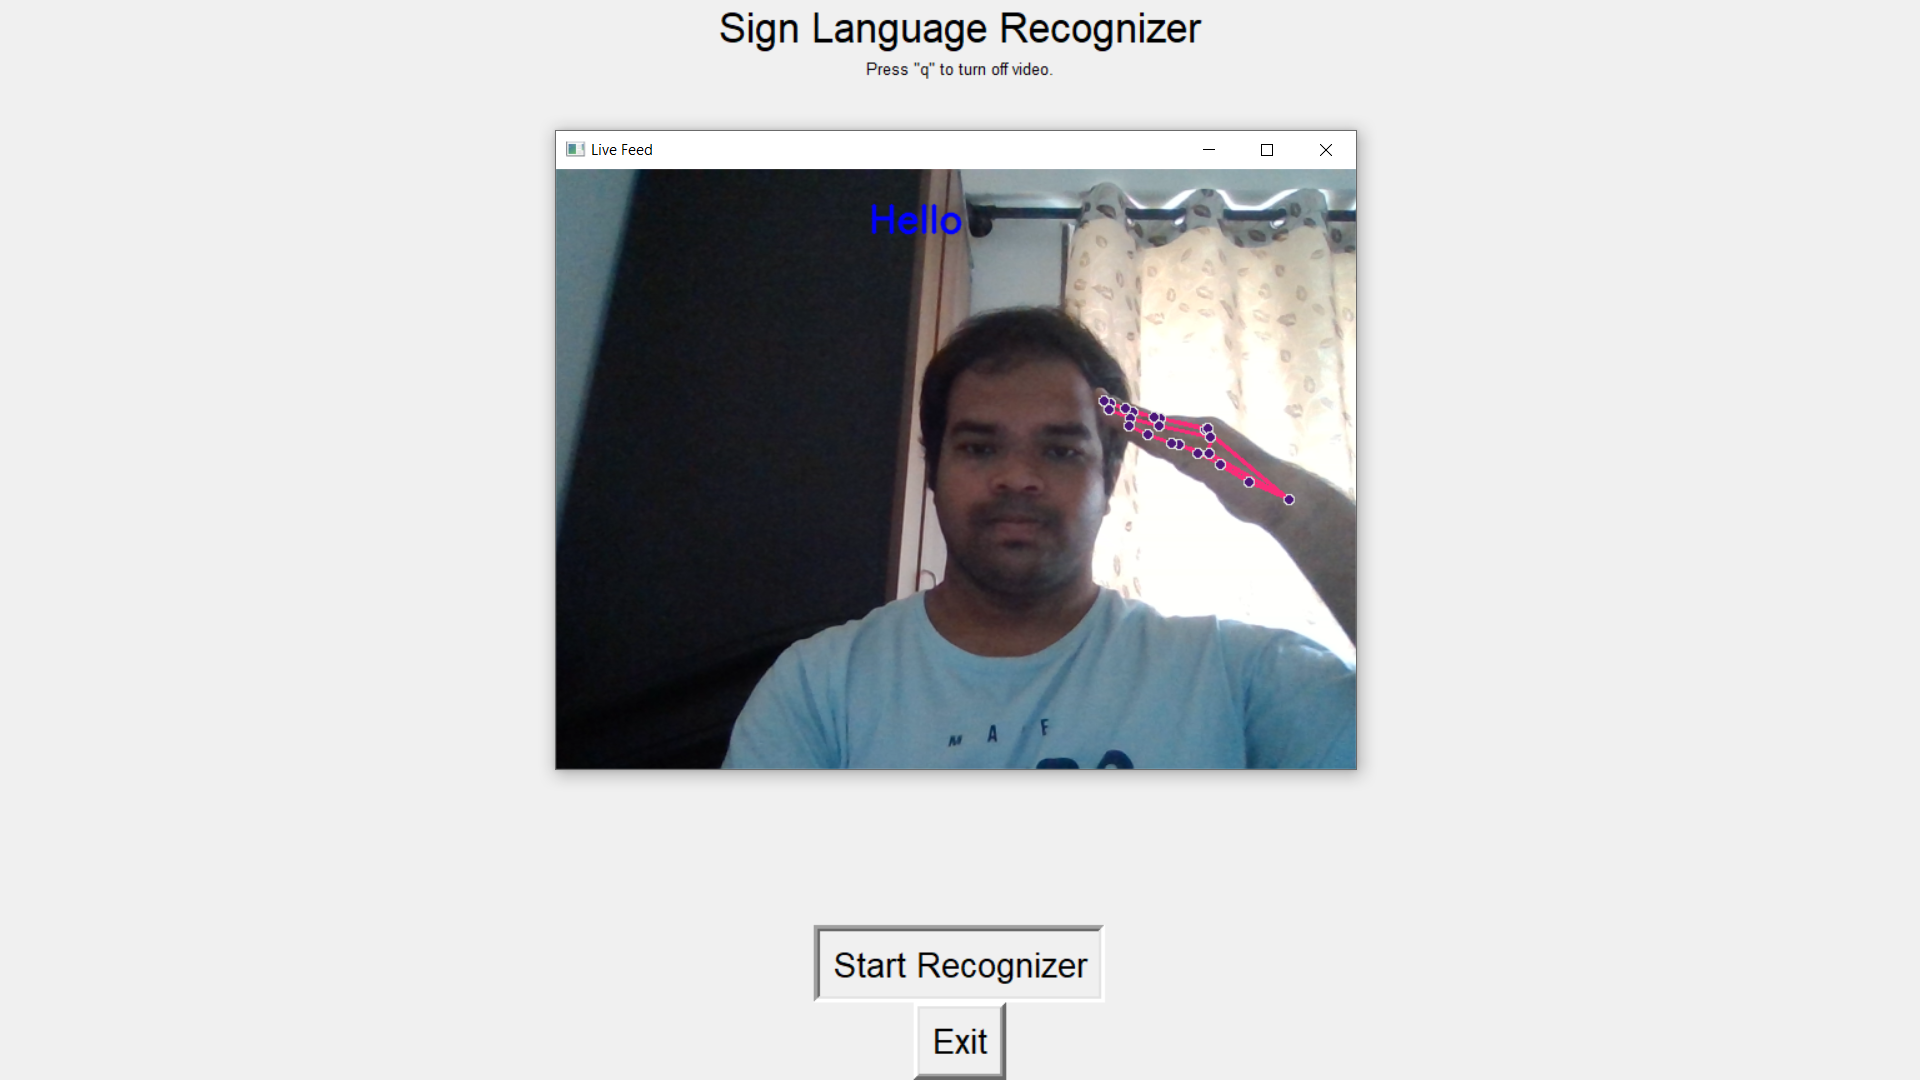 Sign Language Recognizer
Press "q" to turn off video.
Live Feed
Hello
Start Recognizer
Exit